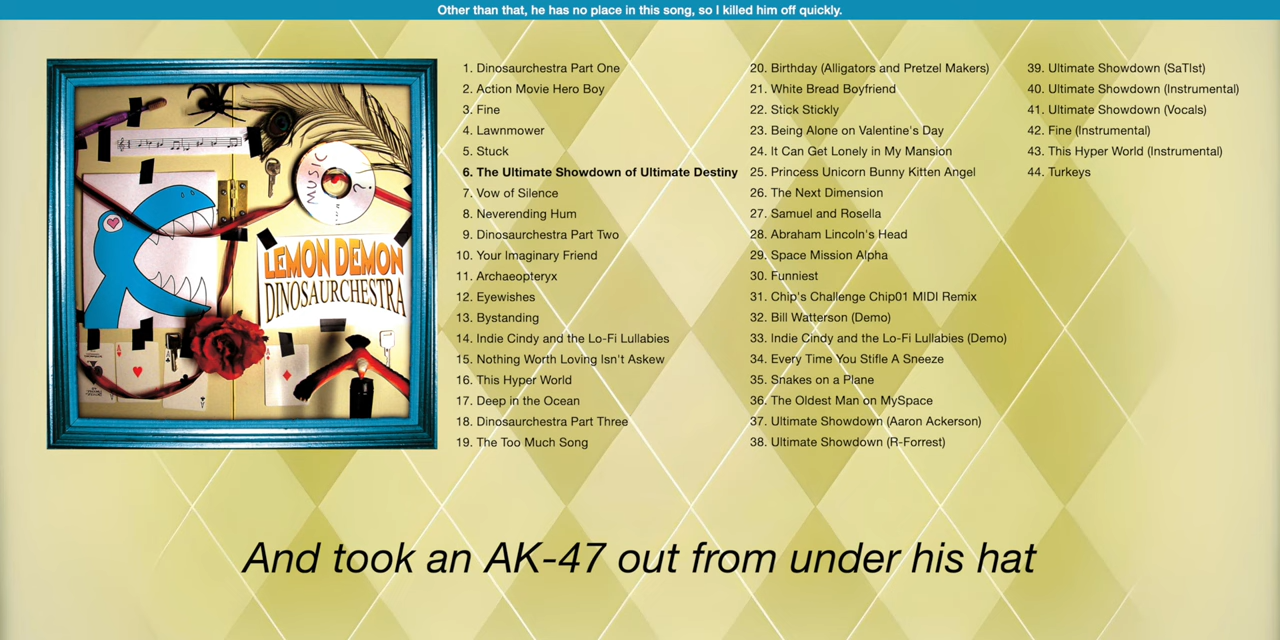 Other than that, he has no place in this song, so I killed him off quickly.
MUSIC
LEMON DEMON
DINOSAURCHESTRA
1. Dinosaurchestra Part One
2. Action Movie Hero Boy
3. Fine
4. Lawnmower
5. Stuck
6. The Ultimate Showdown of Ultimate Destiny
7. Vow of Silence
8. Neverending Hum
9. Dinosaurchestra Part Two
10. Your Imaginary Friend
11. Archaeopteryx
12. Eyewishes
13. Bystanding
14. Indie Cindy and the Lo-Fi Lullabies
15. Nothing Worth Loving Isn't Askew
16. This Hyper World
17. Deep in the Ocean
18. Dinosaurchestra Part Three
19. The Too Much Song
20. Birthday (Alligators and Pretzel Makers)
21. White Bread Boyfriend
22. Stick Stickly
23. Being Alone on Valentine's Day
24. It Can Get Lonely in My Mansion
25. Princess Unicorn Bunny Kitten Angel
26. The Next Dimension
27. Samuel and Rosella
28. Abraham Lincoln's Head
29. Space Mission Alpha
30. Funniest
31. Chip's Challenge Chip01 MIDI Remix
32. Bill Watterson (Demo)
33. Indie Cindy and the Lo-Fi Lullabies (Demo)
34. Every Time You Stifle A Sneeze
35. Snakes on a Plane
36. The Oldest Man on MySpace
37. Ultimate Showdown (Aaron Ackerson)
38. Ultimate Showdown (R-Forrest)
39. Ultimate Showdown (SaTIst)
40. Ultimate Showdown (Instrumental)
41. Ultimate Showdown (Vocals)
42. Fine (Instrumental)
43. This Hyper World (Instrumental)
44. Turkeys
And took an AK-47 out from under his hat